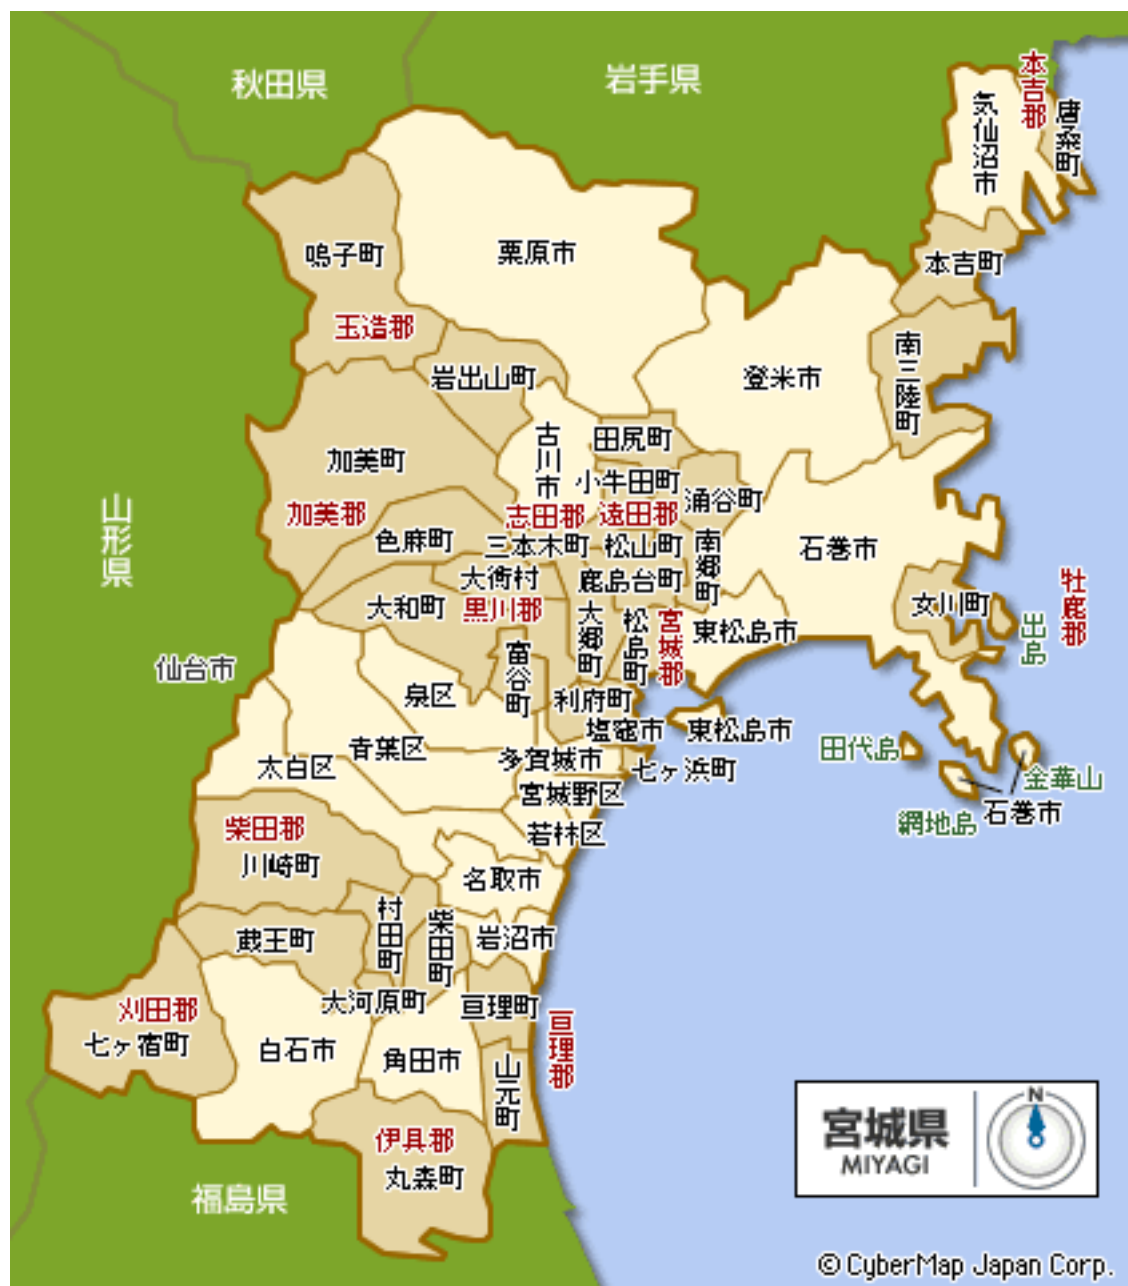 秋田県
岩手県
本吉郡
気仙沼市
唐桑町
鳴子町
栗原市
本吉町
玉造郡
岩出山町
登米市
南三陸町
加美町
古川市
田尻町
小牛田町
涌谷町
加美郡
志田郡
遠田郡
山形県
色麻町
三本木町
松山町
南郷町
石巻市
大衡村
鹿島台町
大和町
黒川郡
大郷町
松島町
宮城郡
東松島市
女川町
出島
牡鹿郡
仙台市
富谷町
泉区
利府町
塩竈市
東松島市
青葉区
多賀城市
七ヶ浜町
田代島
太白区
宮城野区
金華山
石巻市
網地島
若林区
柴田郡
川崎町
名取市
村田町
柴田町
岩沼市
蔵王町
大河原町
亘理町
亘理郡
刈田郡
七ヶ宿町
白石市
角田市
山元町
伊具郡
丸森町
福島県
宮城県
MIYAGI
N
© CyberMap Japan Corp.